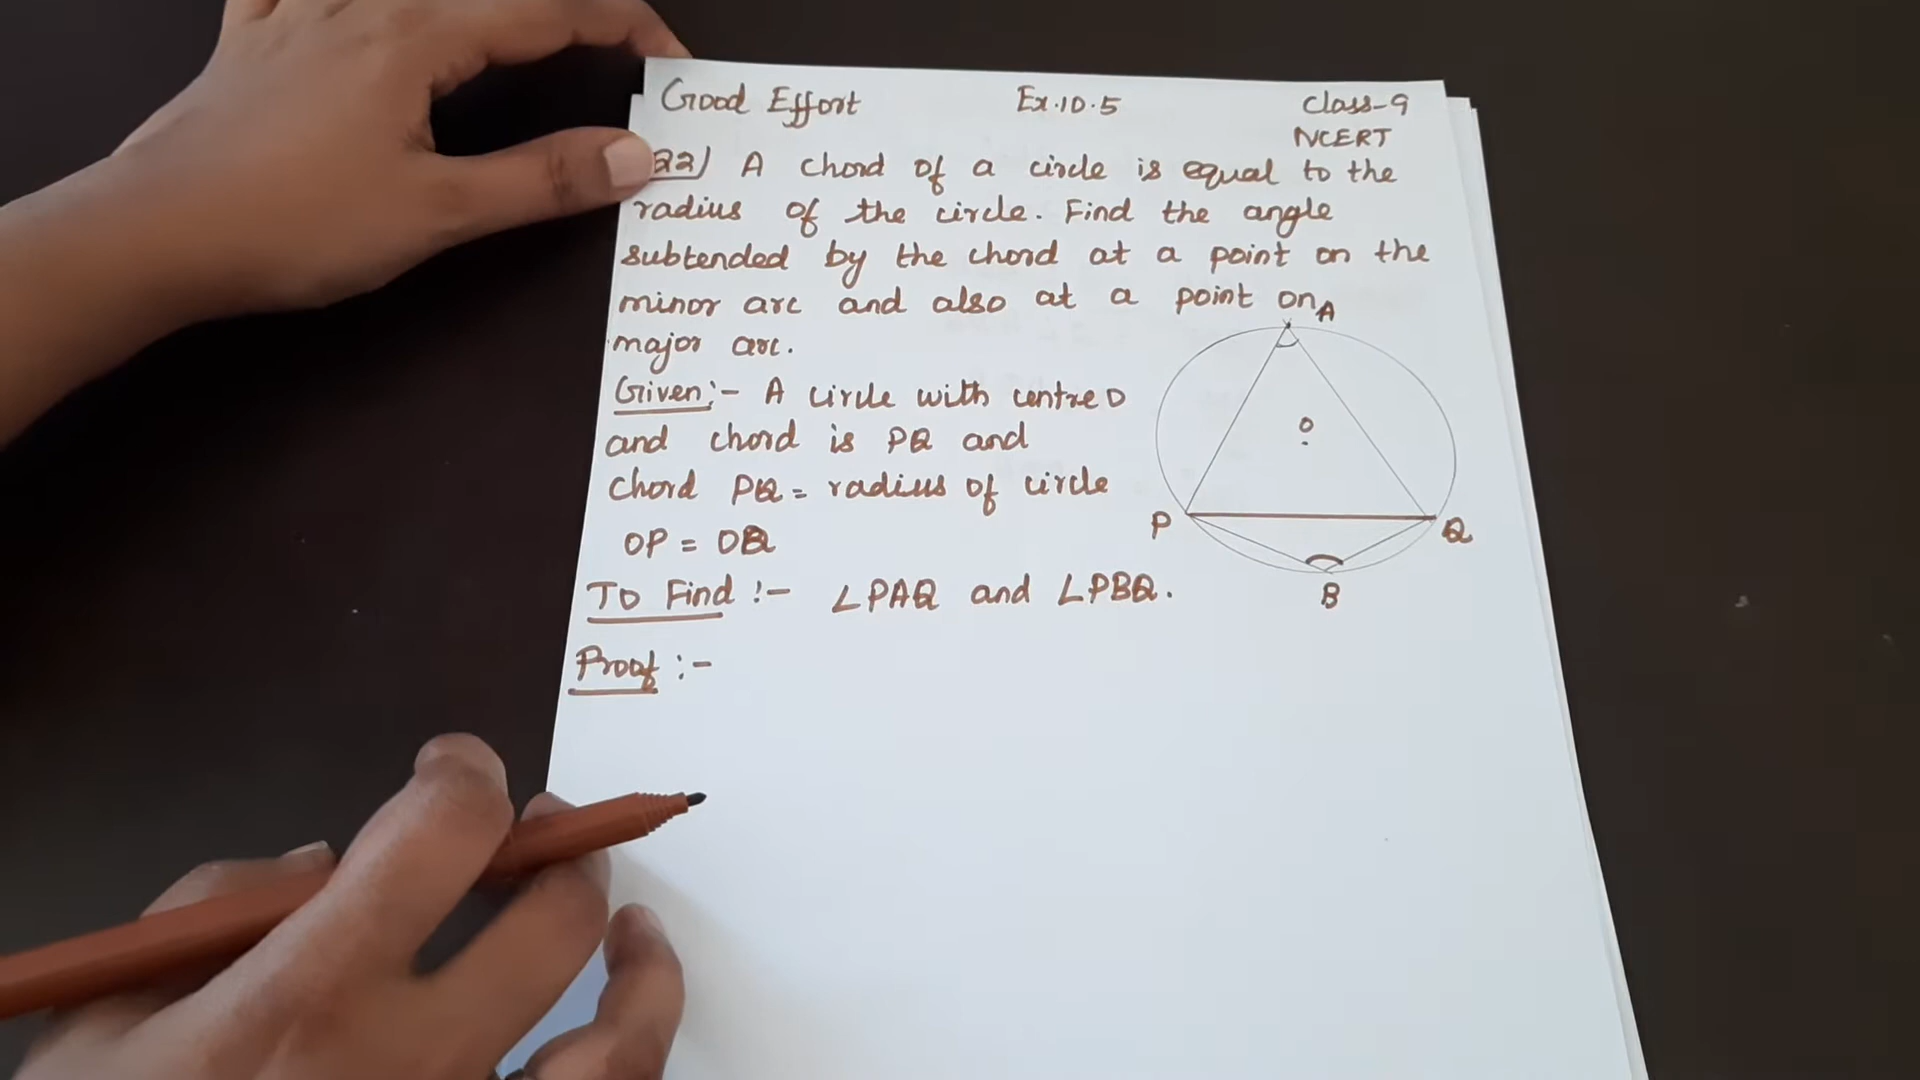 Good Effort Ex.10.5 Class-9
NCERT
Q2) A chord of a circle is equal to the
radius of the circle. Find the angle
subtended by the chord at a point on the
minor arc and also at a point on
major arc.
A
Given:- A circle with centre O
and chord is PQ and
O
Chord PQ = radius of circle
P
Q
OP = OQ
To Find :- ∠PAQ and ∠PBQ.
B
Proof :-